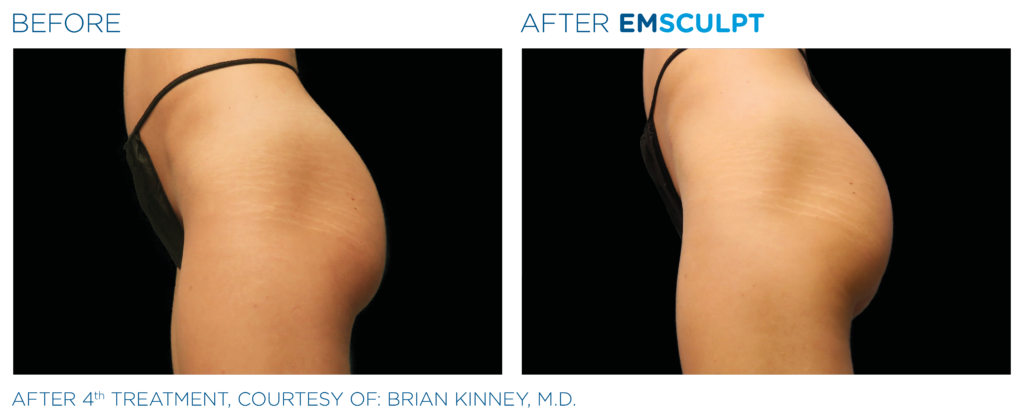 BEFORE
AFTER EMSCULPT
AFTER 4th TREATMENT, COURTESY OF: BRIAN KINNEY, M.D.